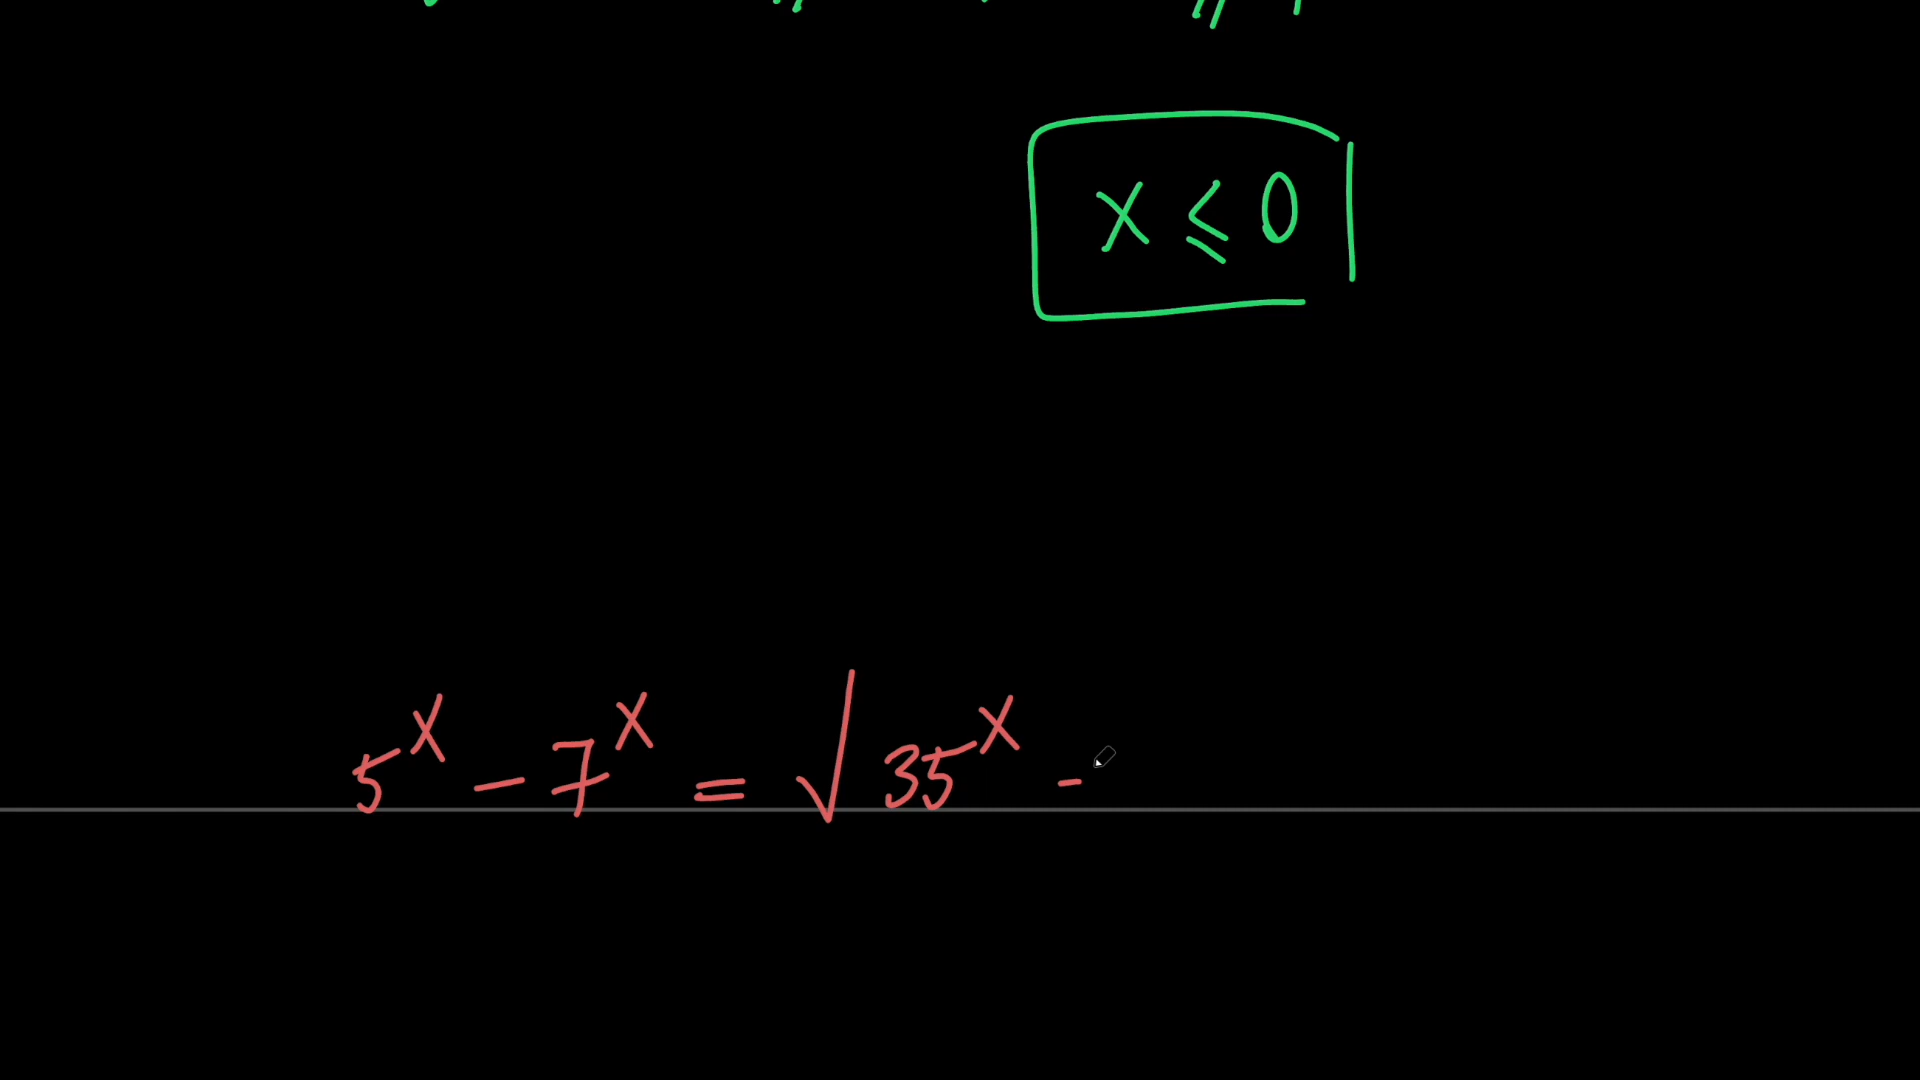 x ≤ 0
5^x - 7^x = √35^x -